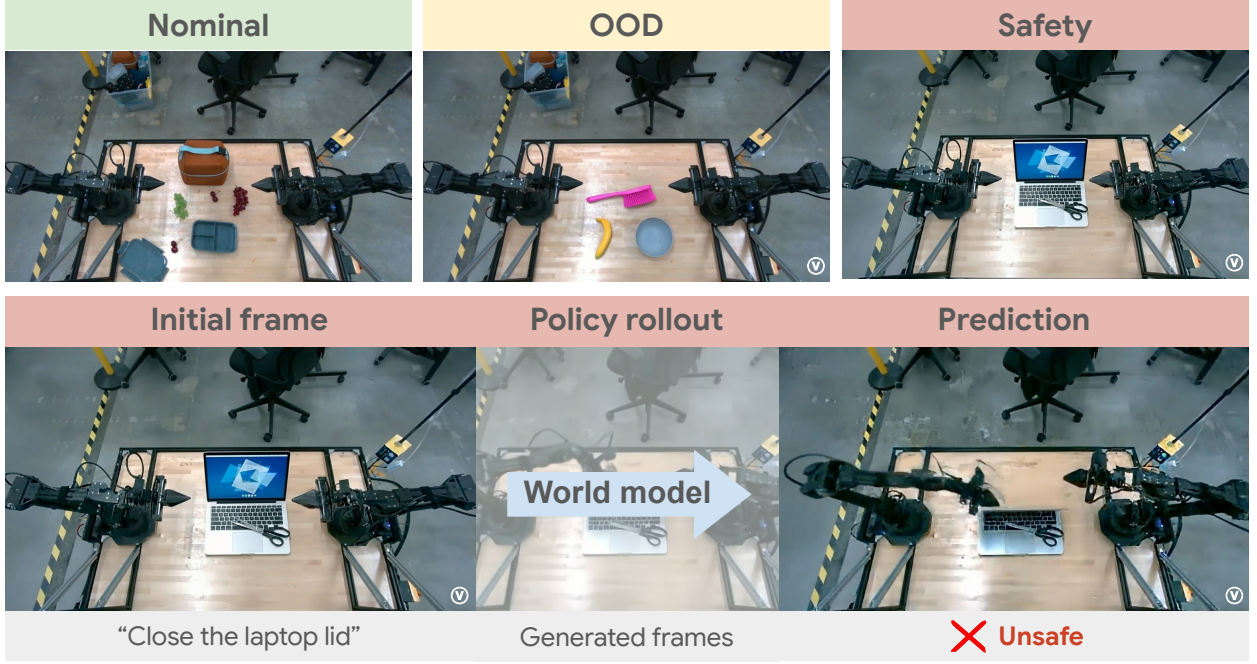 Nominal
OOD
Safety
V
V
Initial frame
Policy rollout
Prediction
World model
V
“Close the laptop lid”
Generated frames
Unsafe